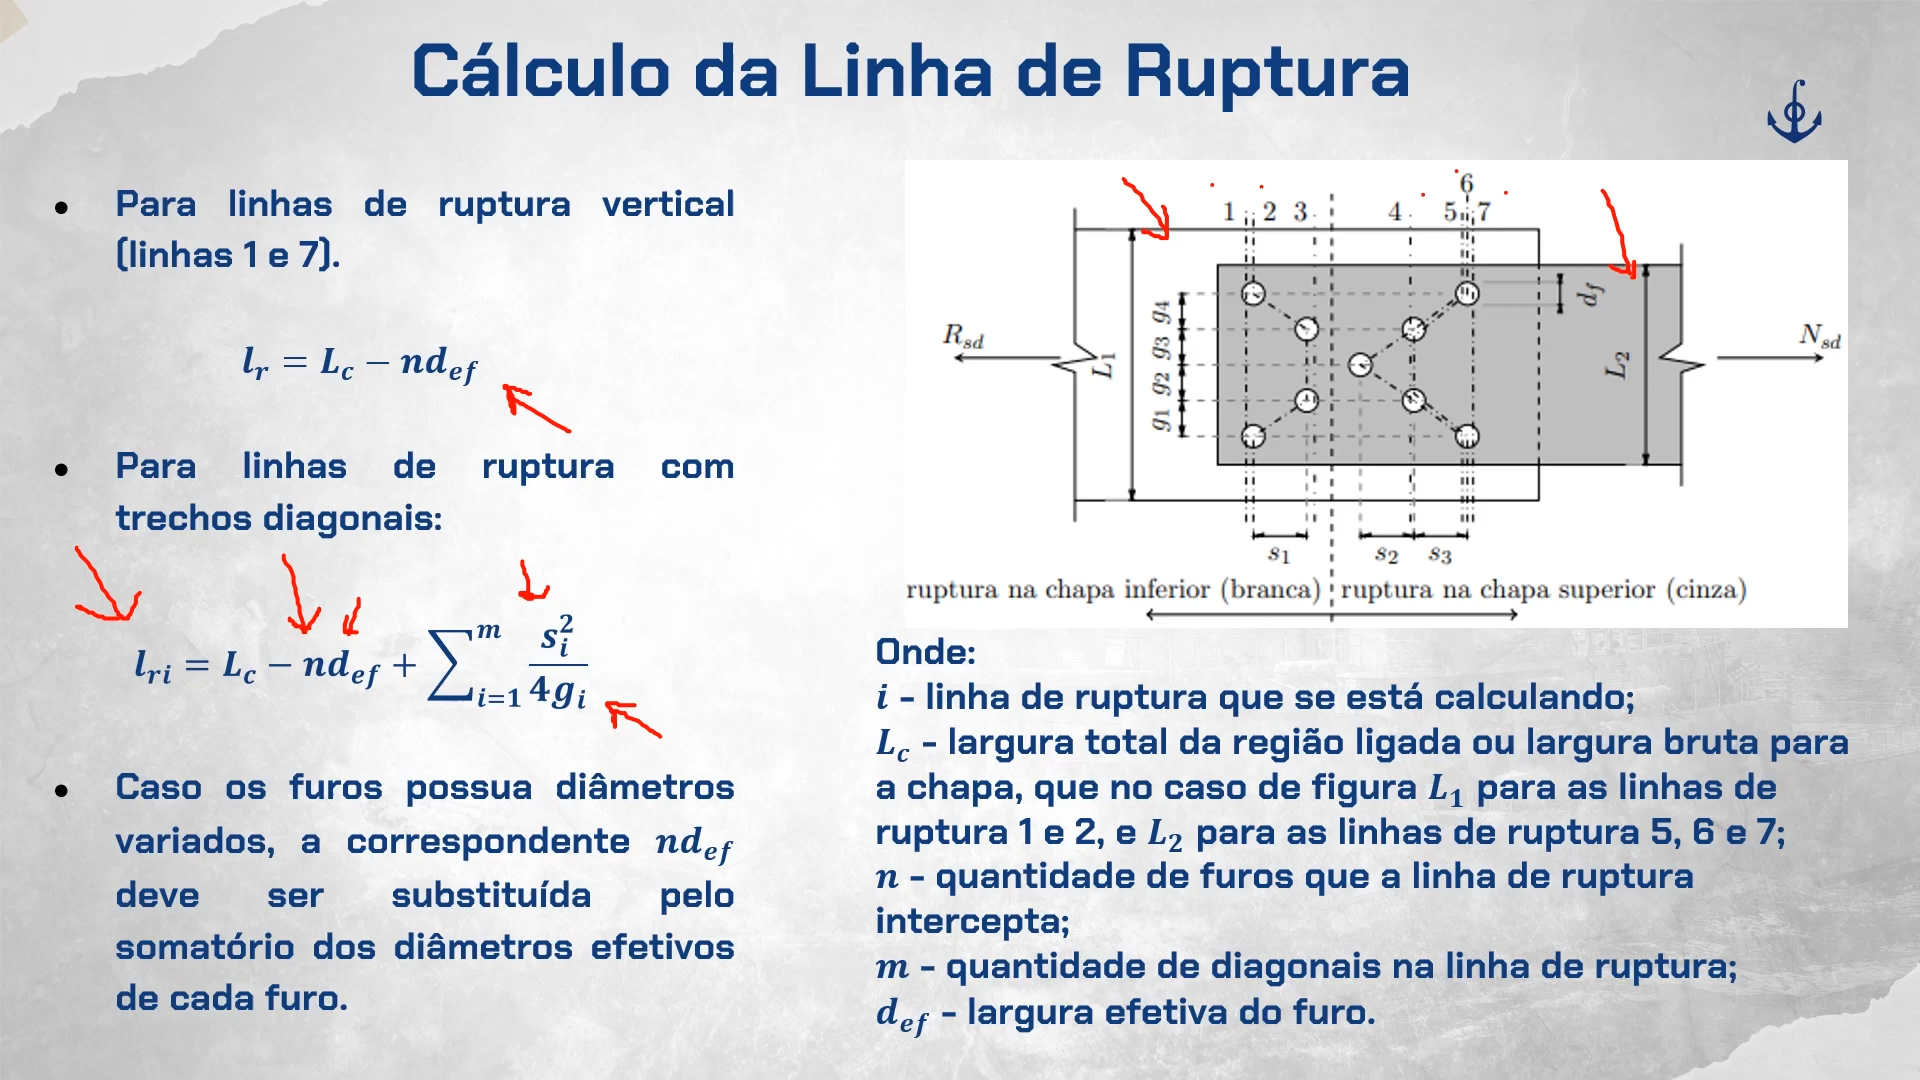 Cálculo da Linha de Ruptura
• Para linhas de ruptura vertical
(linhas 1 e 7).
l_r = L_c − nd_ef
• Para linhas de ruptura com
trechos diagonais:
l_ri = L_c − nd_ef + ∑_{i=1}^{m} s_i^2 / 4g_i
• Caso os furos possua diâmetros
variados, a correspondente nd_ef
deve ser substituída pelo
somatório dos diâmetros efetivos
de cada furo.
6
1 2 3 4 5 7
g4
d_f
g3
R_sd
N_sd
L_1
L_2
g2
g1
s_1 s_2 s_3
ruptura na chapa inferior (branca) ruptura na chapa superior (cinza)
Onde:
i - linha de ruptura que se está calculando;
L_c - largura total da região ligada ou largura bruta para
a chapa, que no caso de figura L_1 para as linhas de
ruptura 1 e 2, e L_2 para as linhas de ruptura 5, 6 e 7;
n - quantidade de furos que a linha de ruptura
intercepta;
m - quantidade de diagonais na linha de ruptura;
d_ef - largura efetiva do furo.